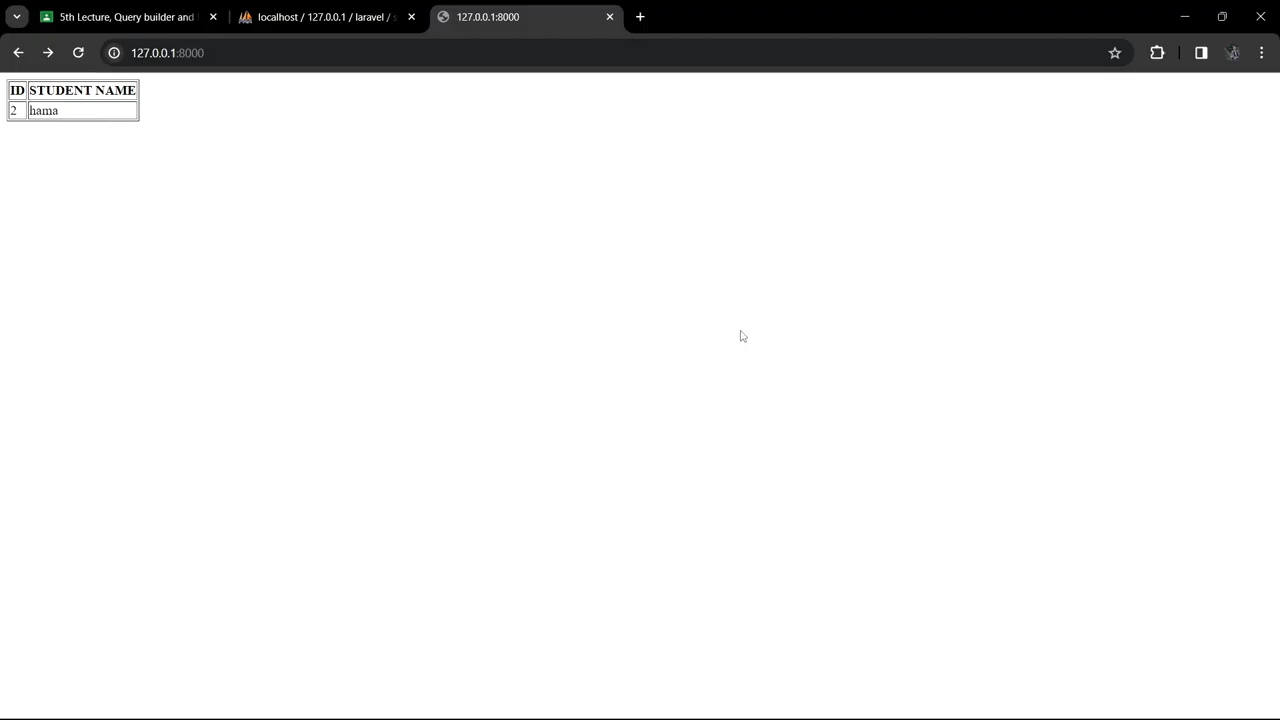 5th Lecture, Query builder and
localhost / 127.0.0.1 / laravel / s
127.0.0.1:8000
127.0.0.1:8000
ID STUDENT NAME
2 hama